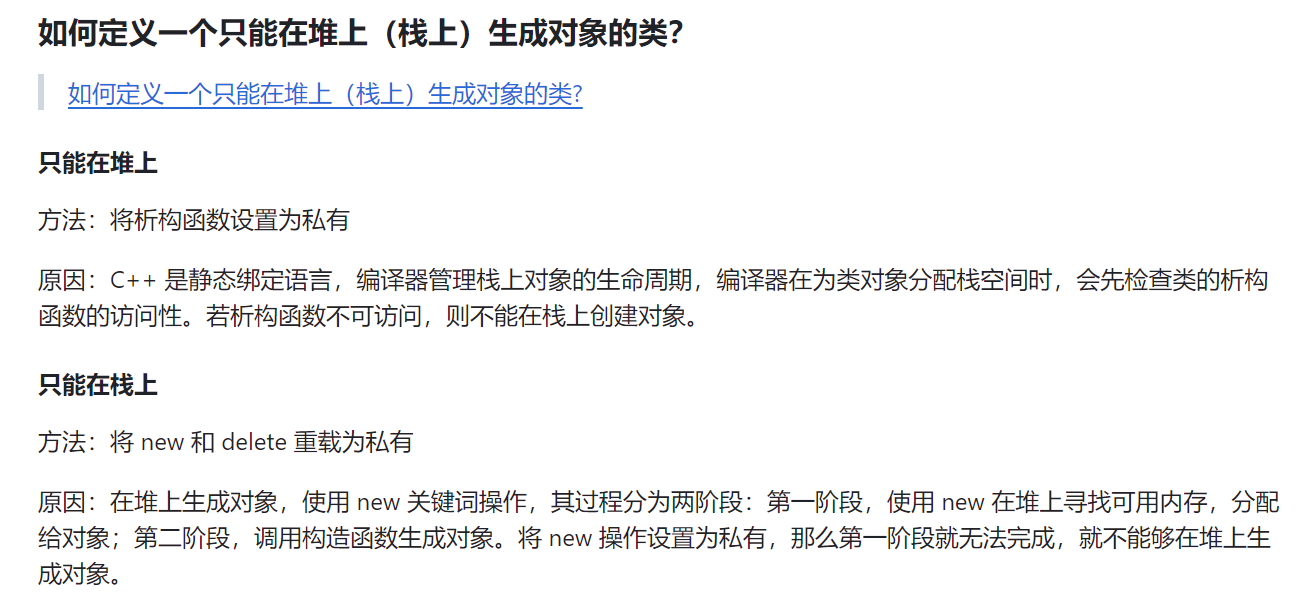 如何定义一个只能在堆上（栈上）生成对象的类？
如何定义一个只能在堆上（栈上）生成对象的类?
只能在堆上
方法：将析构函数设置为私有
原因：C++ 是静态绑定语言，编译器管理栈上对象的生命周期，编译器在为类对象分配栈空间时，会先检查类的析构
函数的访问性。若析构函数不可访问，则不能在栈上创建对象。
只能在栈上
方法：将 new 和 delete 重载为私有
原因：在堆上生成对象，使用 new 关键词操作，其过程分为两阶段：第一阶段，使用 new 在堆上寻找可用内存，分配
给对象；第二阶段，调用构造函数生成对象。将 new 操作设置为私有，那么第一阶段就无法完成，就不能够在堆上生
成对象。